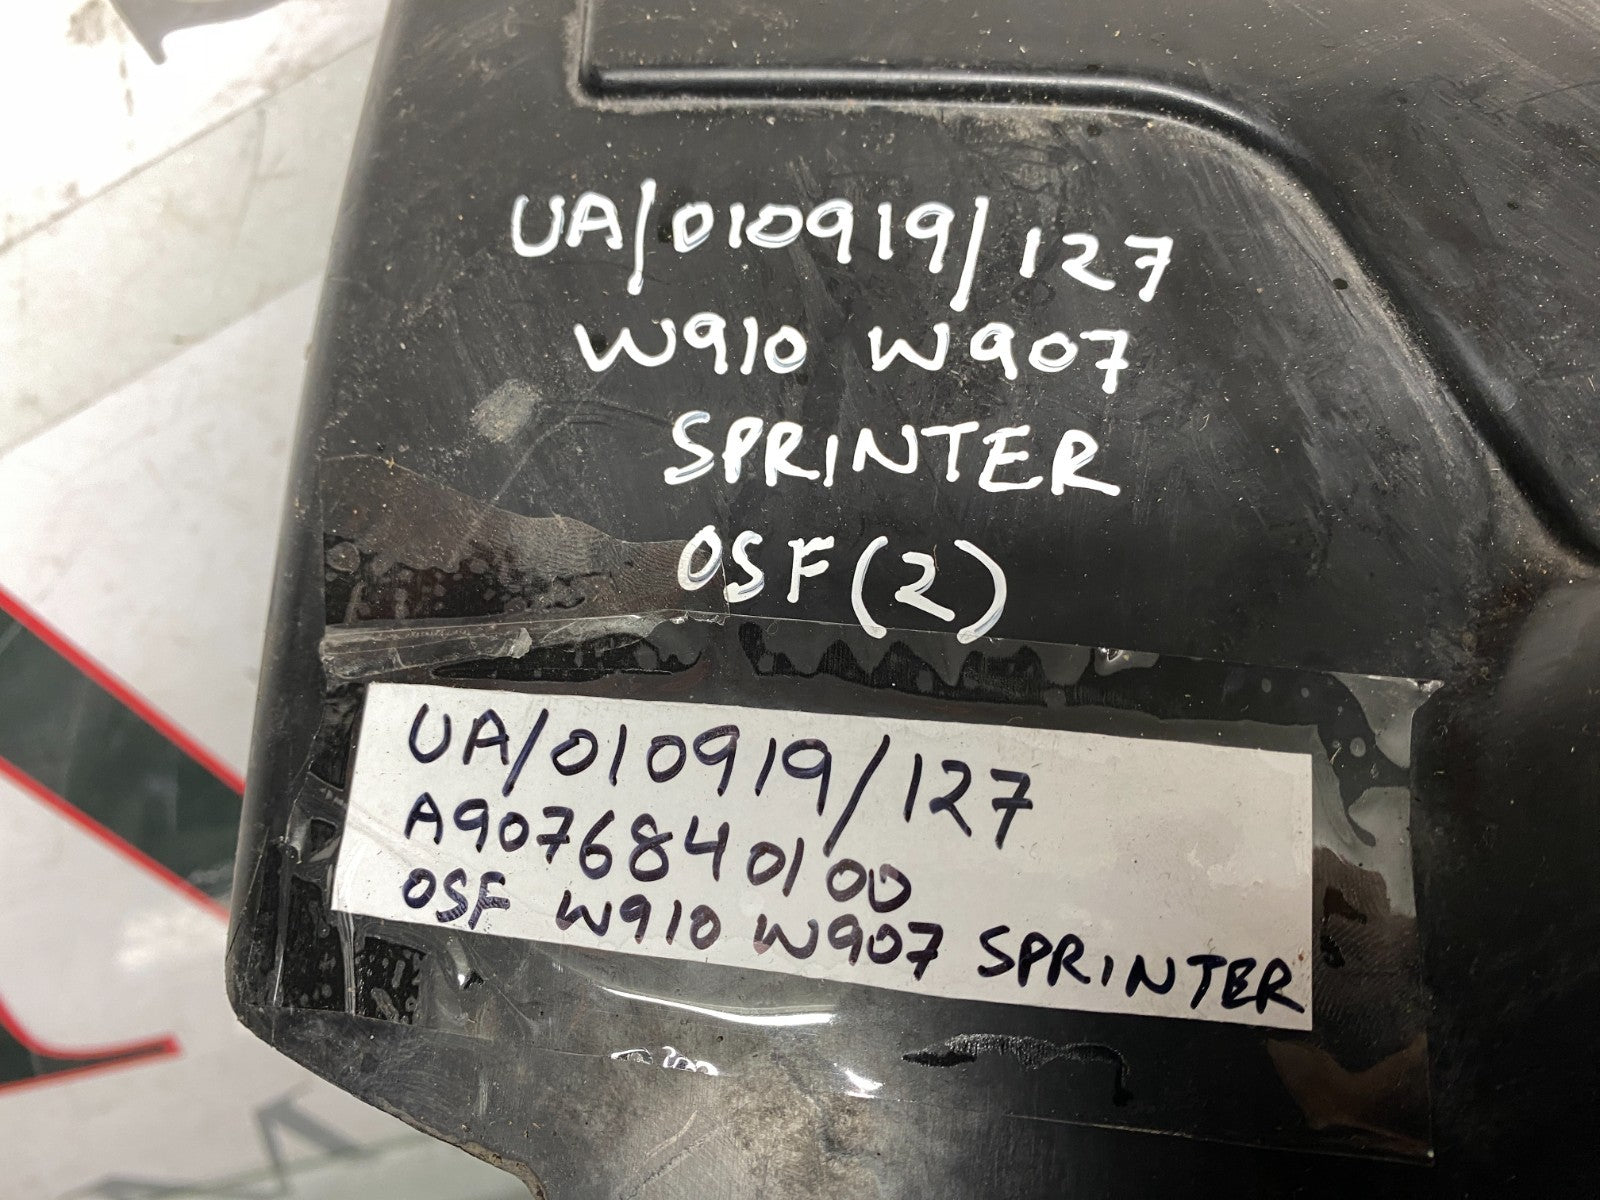 UA/010919/127
W910 W907
SPRINTER
OSF (2)
UA/010919/127
A9076840100
OSF W910 W907 SPRINTER